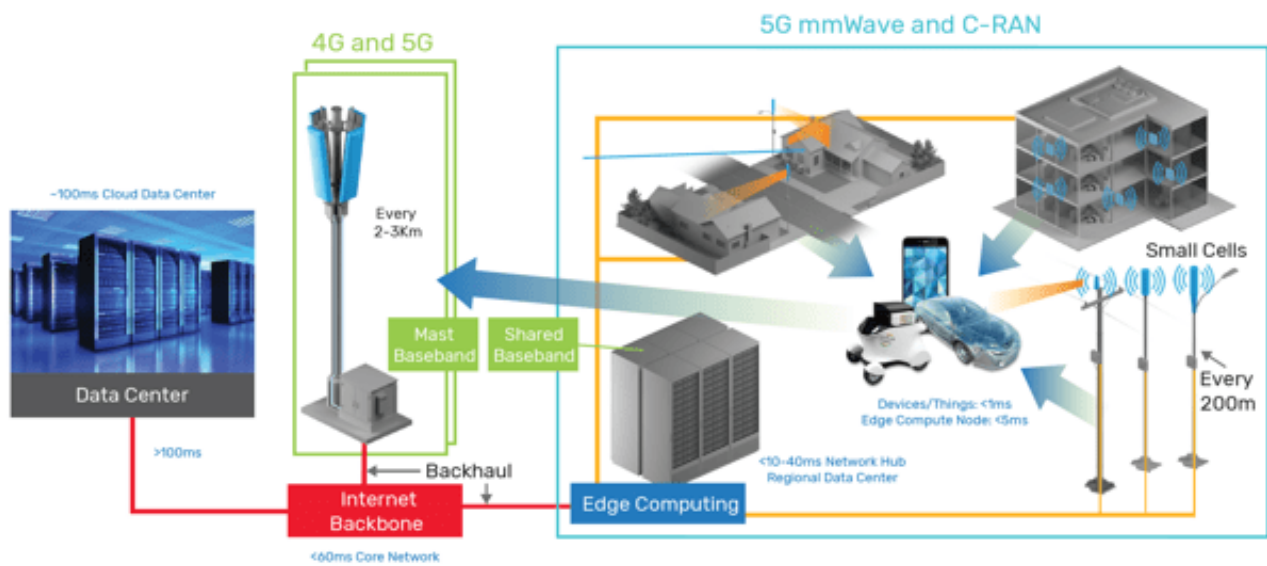 5G mmWave and C-RAN
4G and 5G
~100ms Cloud Data Center
Every
2-3Km
Small Cells
Mast
Baseband
Shared
Baseband
Data Center
Every
200m
Devices/Things: <1ms
Edge Compute Node: <5ms
>100ms
Backhaul
<10-40ms Network Hub
Regional Data Center
Internet
Backbone
Edge Computing
<60ms Core Network